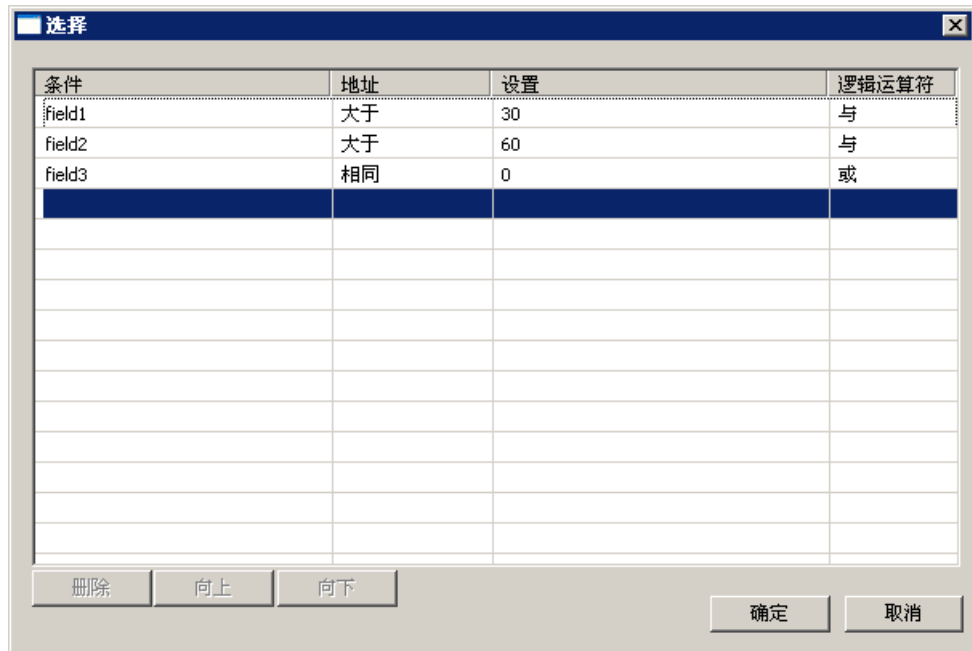 选择
条件 地址 设置 逻辑运算符
field1 大于 30 与
field2 大于 60 与
field3 相同 0 或
删除 向上 向下
确定 取消